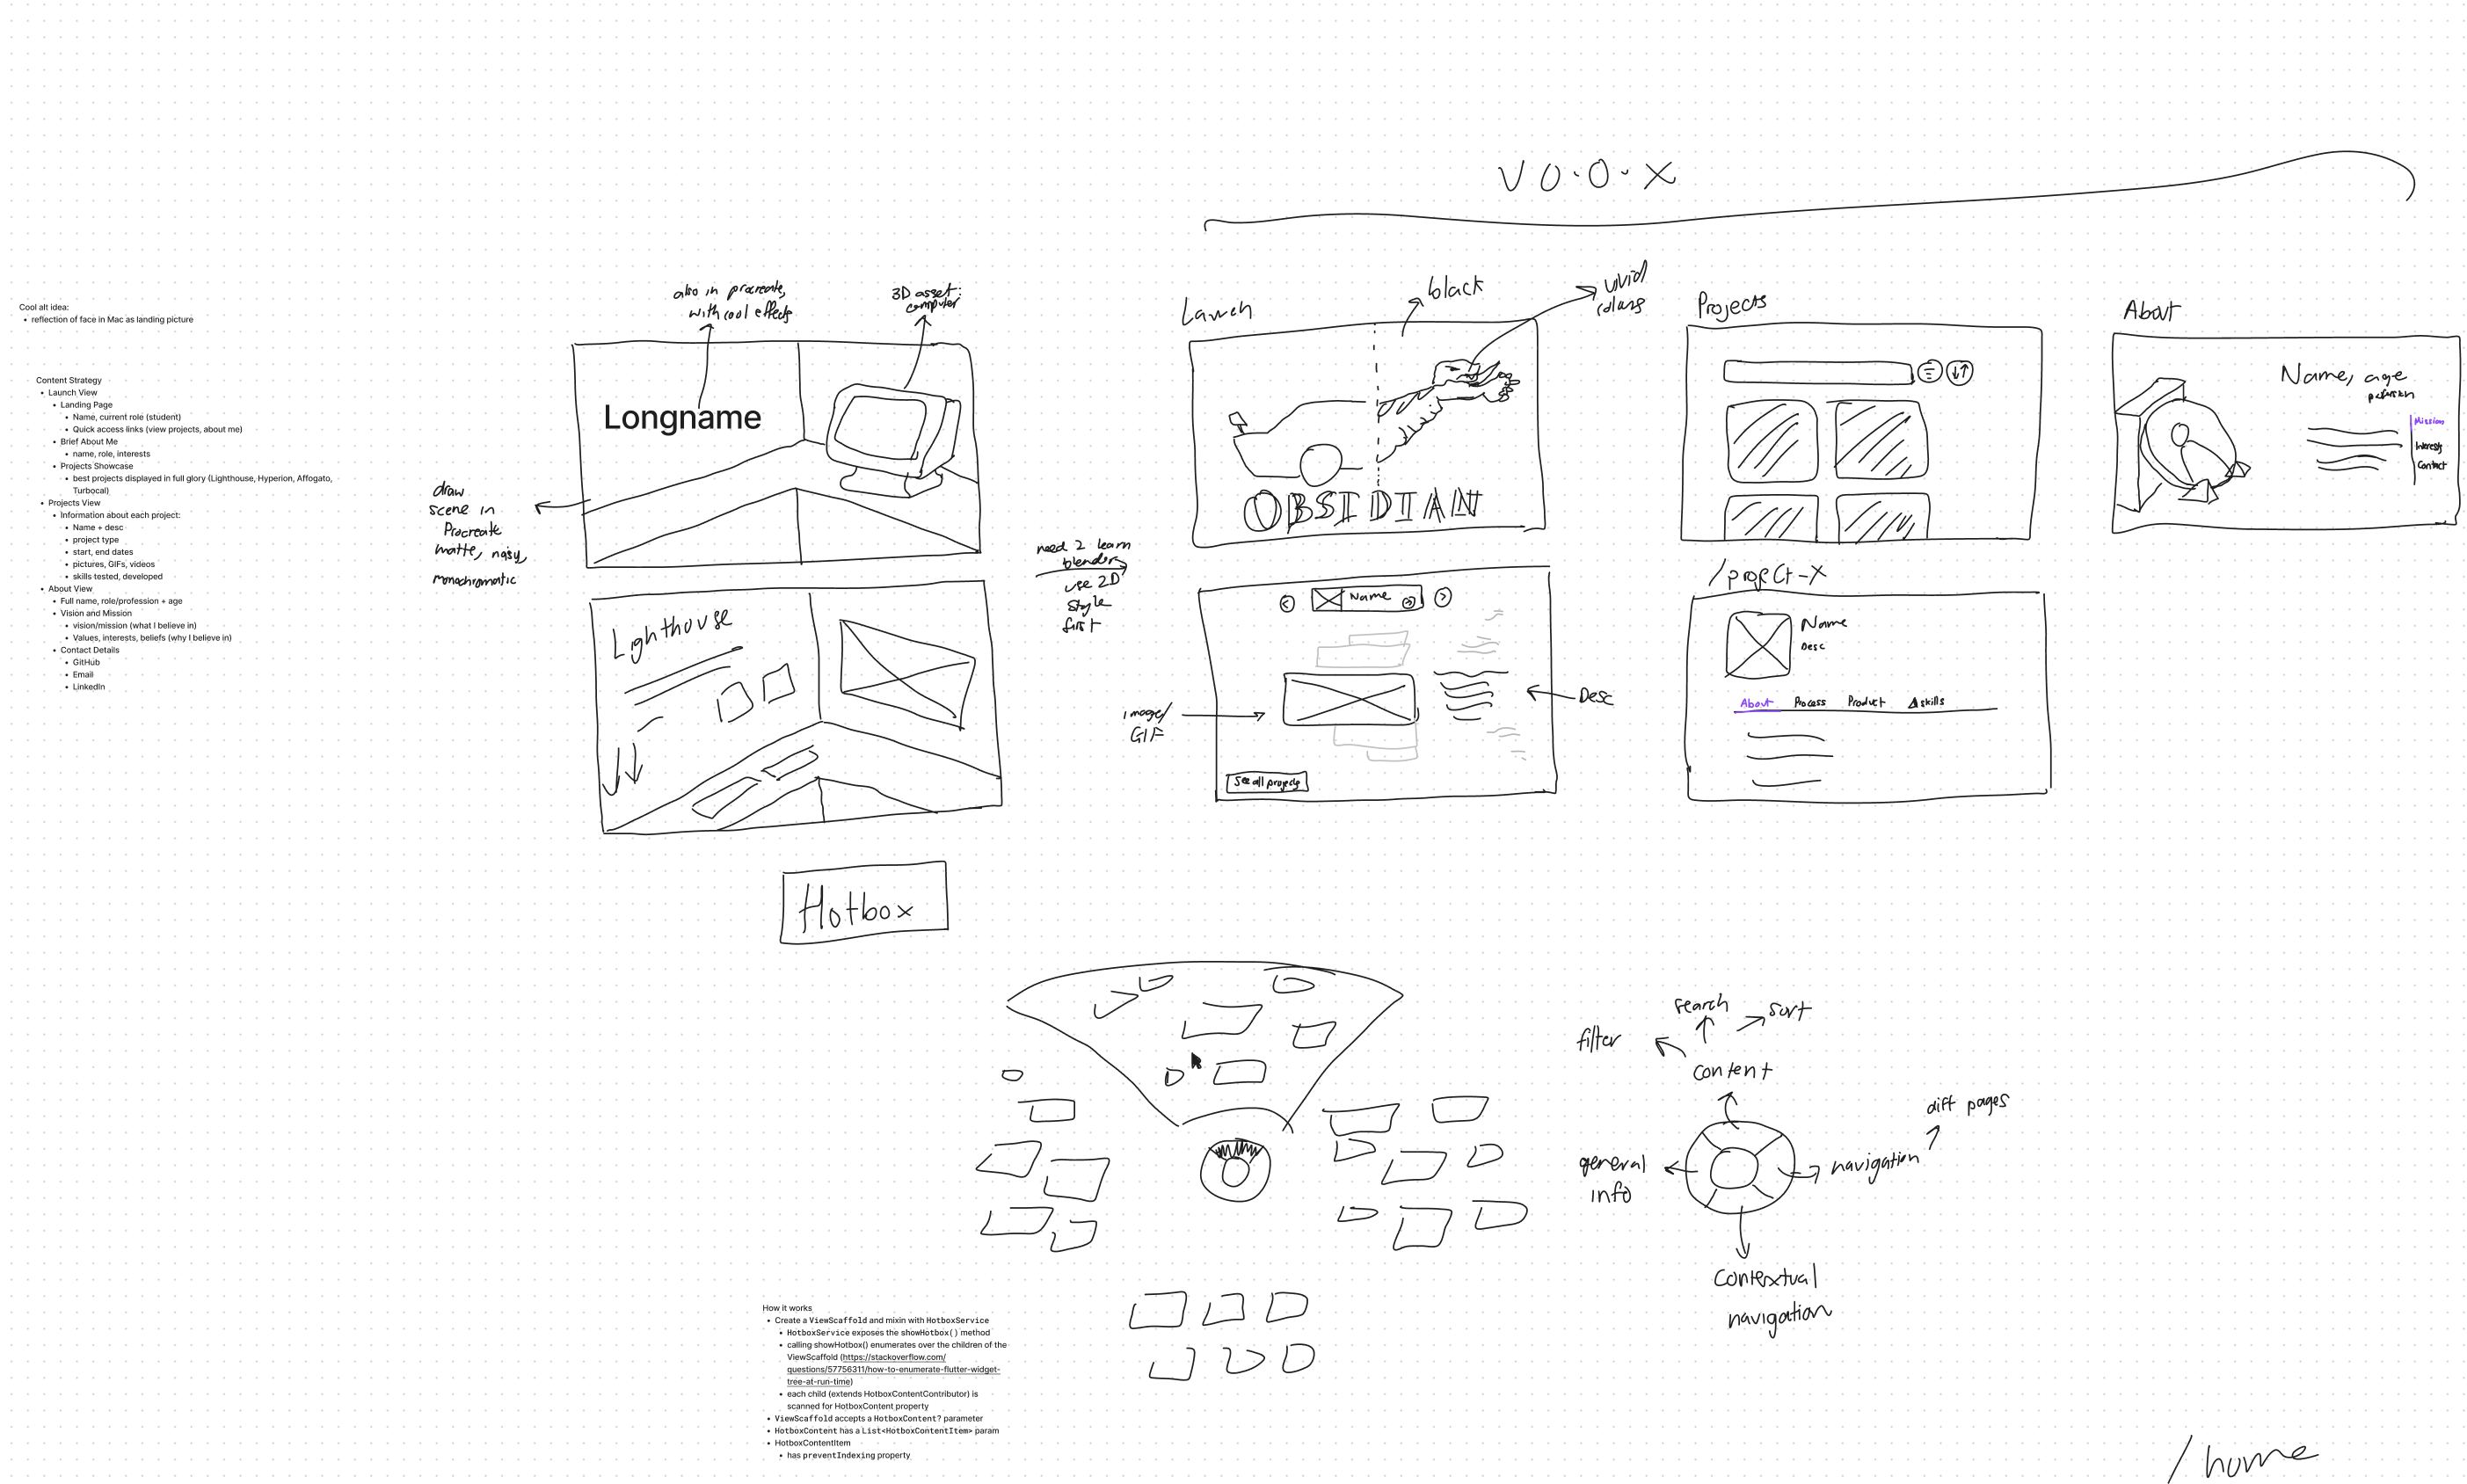 V0.0.X
Cool alt idea:
• reflection of face in Mac as landing picture
Content Strategy
• Launch View
• Landing Page
• Name, current role (student)
• Quick access links (view projects, about me)
• Brief About Me
• name, role, interests
• Projects Showcase
• best projects displayed in full glory (Lighthouse, Hyperion, Affogato,
Turbocal)
• Projects View
• Information about each project:
• Name + desc
• project type
• start, end dates
• pictures, GIFs, videos
• skills tested, developed
• About View
• Full name, role/profession + age
• Vision and Mission
• vision/mission (what I believe in)
• Values, interests, beliefs (why I believe in)
• Contact Details
• GitHub
• Email
• LinkedIn
also in procreate,
with cool effects
3D asset:
computer
Longname
draw
scene in
Procreate
matte, noisy,
monochromatic
Lighthouse
need 2 learn
blender,
use 2D
style
first
Launch
black
vivid
colors
OBSIDIAN
Name
image/
GIF
Desc
See all projects
Projects
/project-X
Name
Desc
About
Process
Product
Δ skills
About
Name, age
Mission
Interests
Contact
Hotbox
filter
search
sort
content
general
info
navigation
diff pages
Contextual
navigation
How it works
• Create a ViewScaffold and mixin with HotboxService
• HotboxService exposes the showHotbox() method
• calling showHotbox() enumerates over the children of the
ViewScaffold (https://stackoverflow.com/
questions/57756311/how-to-enumerate-flutter-widget-
tree-at-run-time)
• each child (extends HotboxContentContributor) is
scanned for HotboxContent property
• ViewScaffold accepts a HotboxContent? parameter
• HotboxContent has a List<HotboxContentItem> param
• HotboxContentItem
• has preventIndexing property
/home